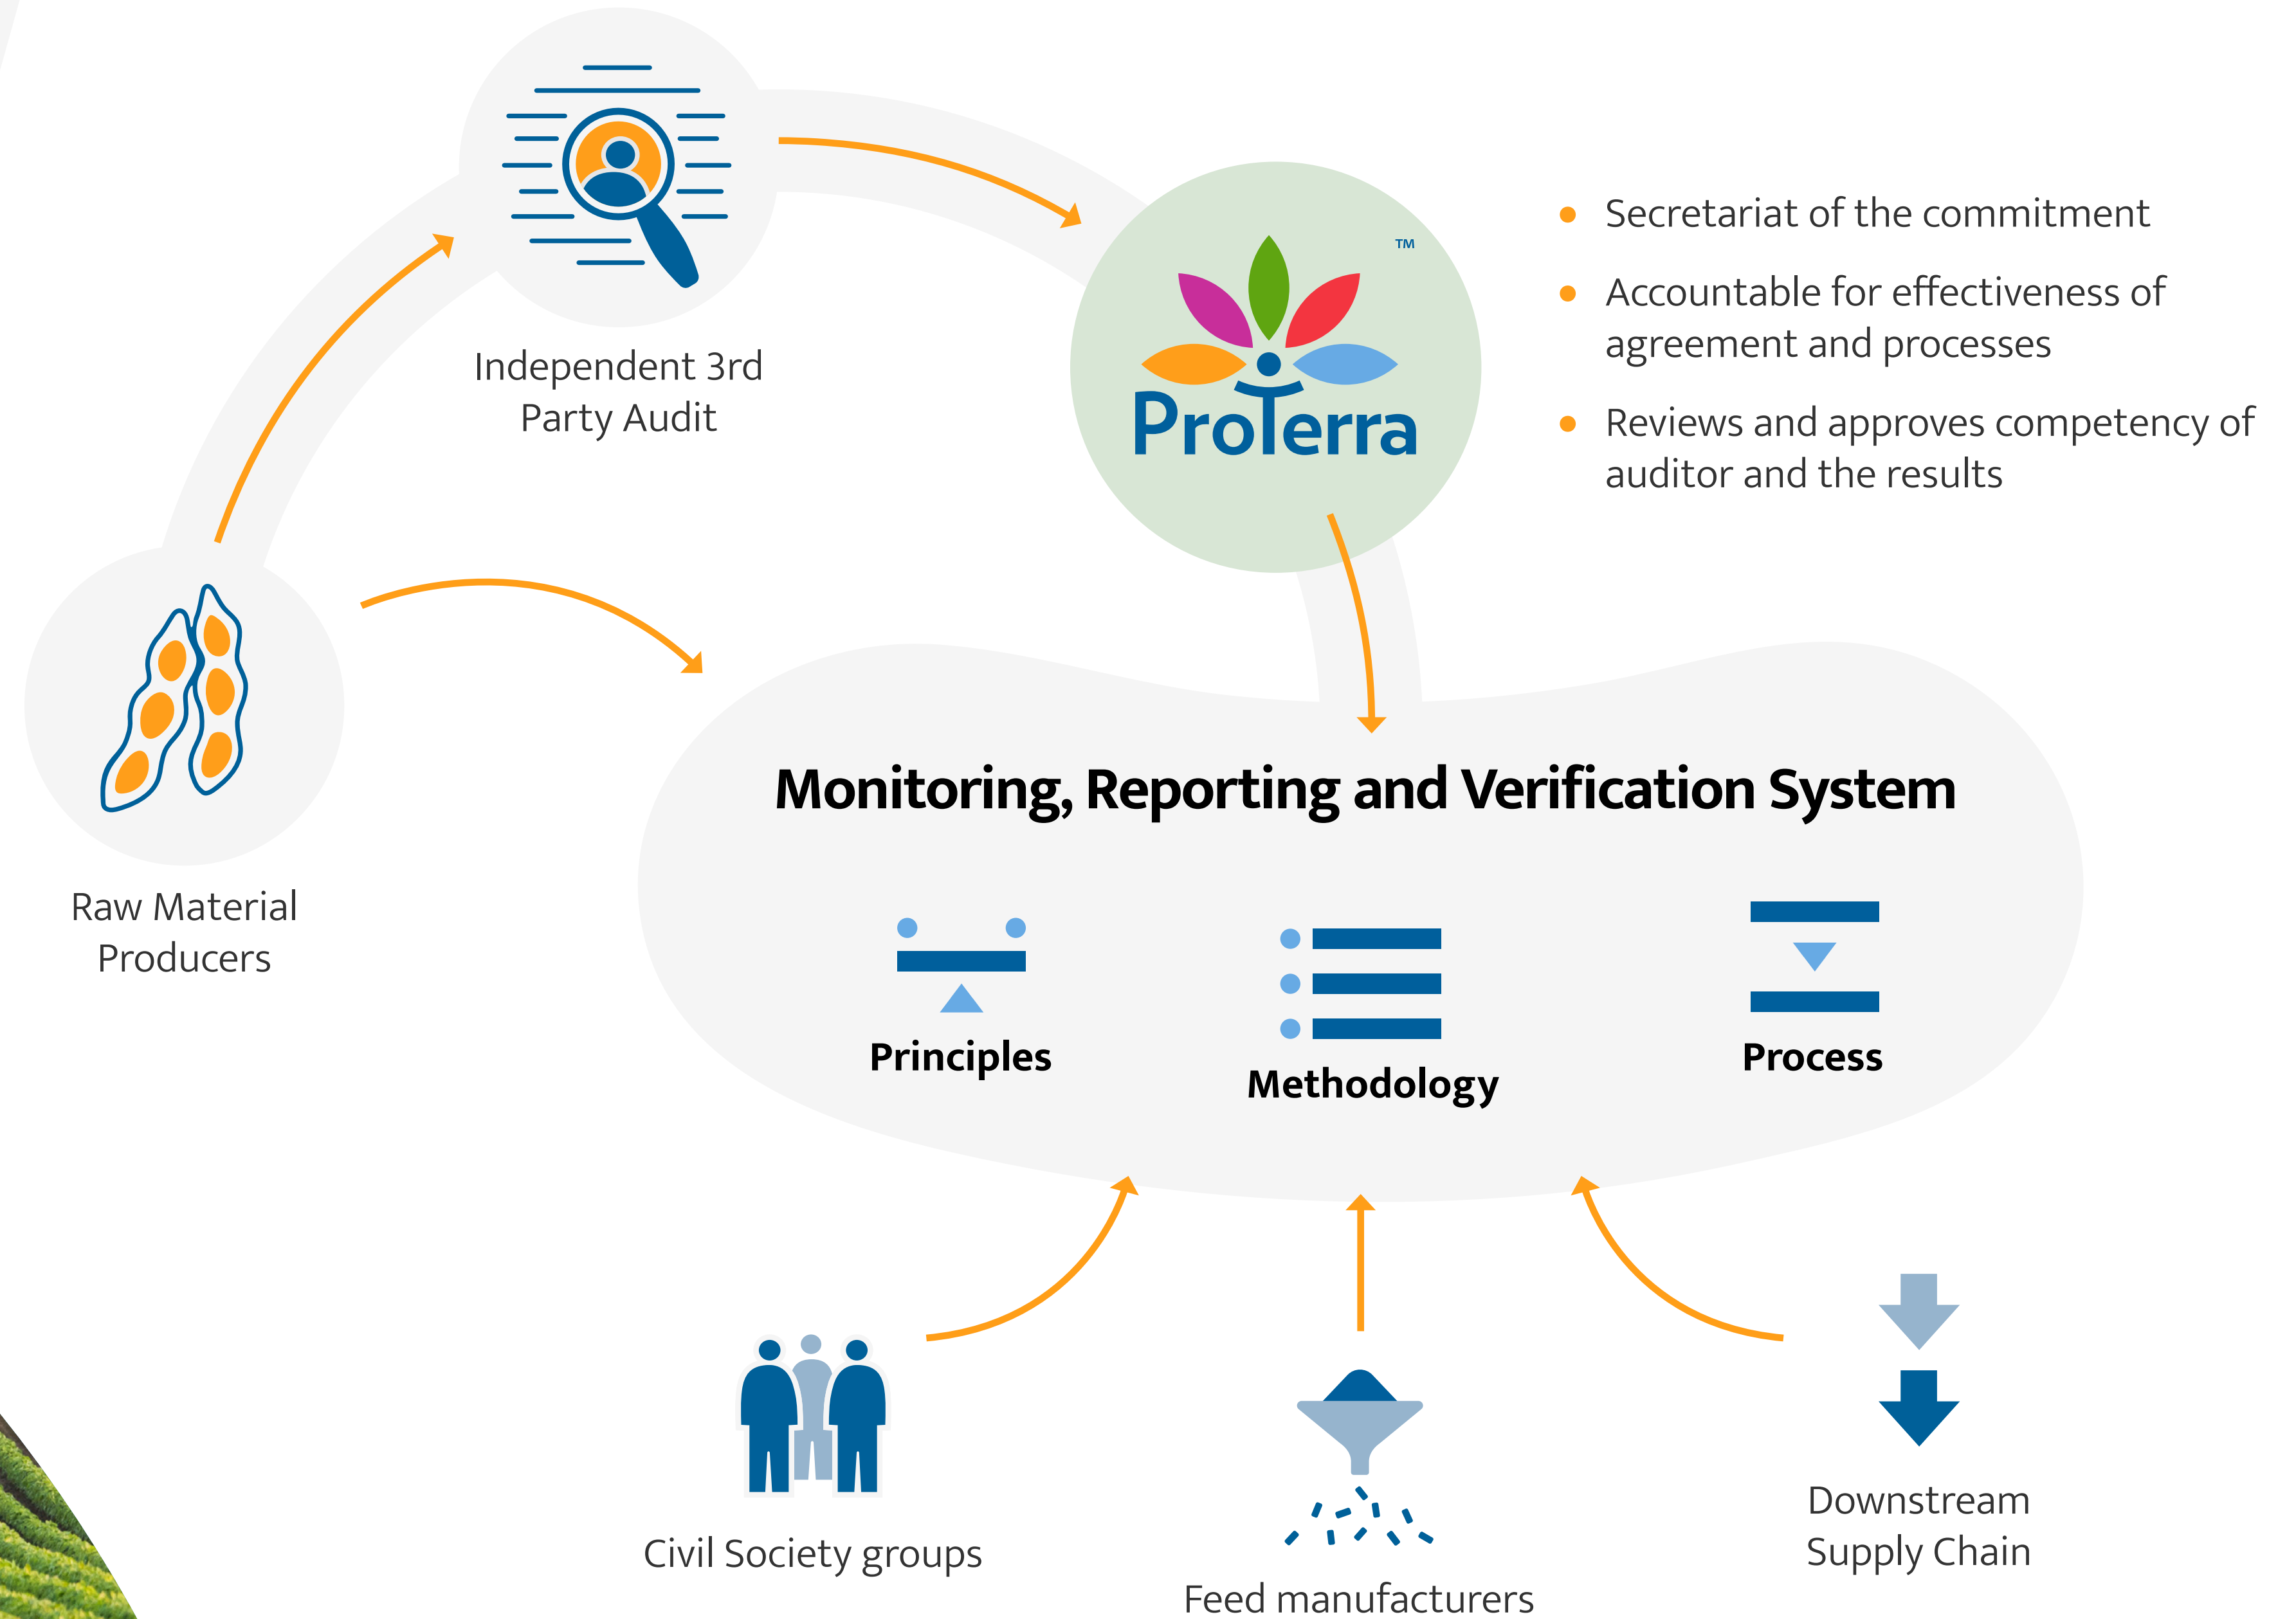 Independent 3rd
Party Audit
TM
ProTerra
Secretariat of the commitment
Accountable for effectiveness of
agreement and processes
Reviews and approves competency of
auditor and the results
Raw Material
Producers
Monitoring, Reporting and Verification System
Principles
Methodology
Process
Civil Society groups
Feed manufacturers
Downstream
Supply Chain